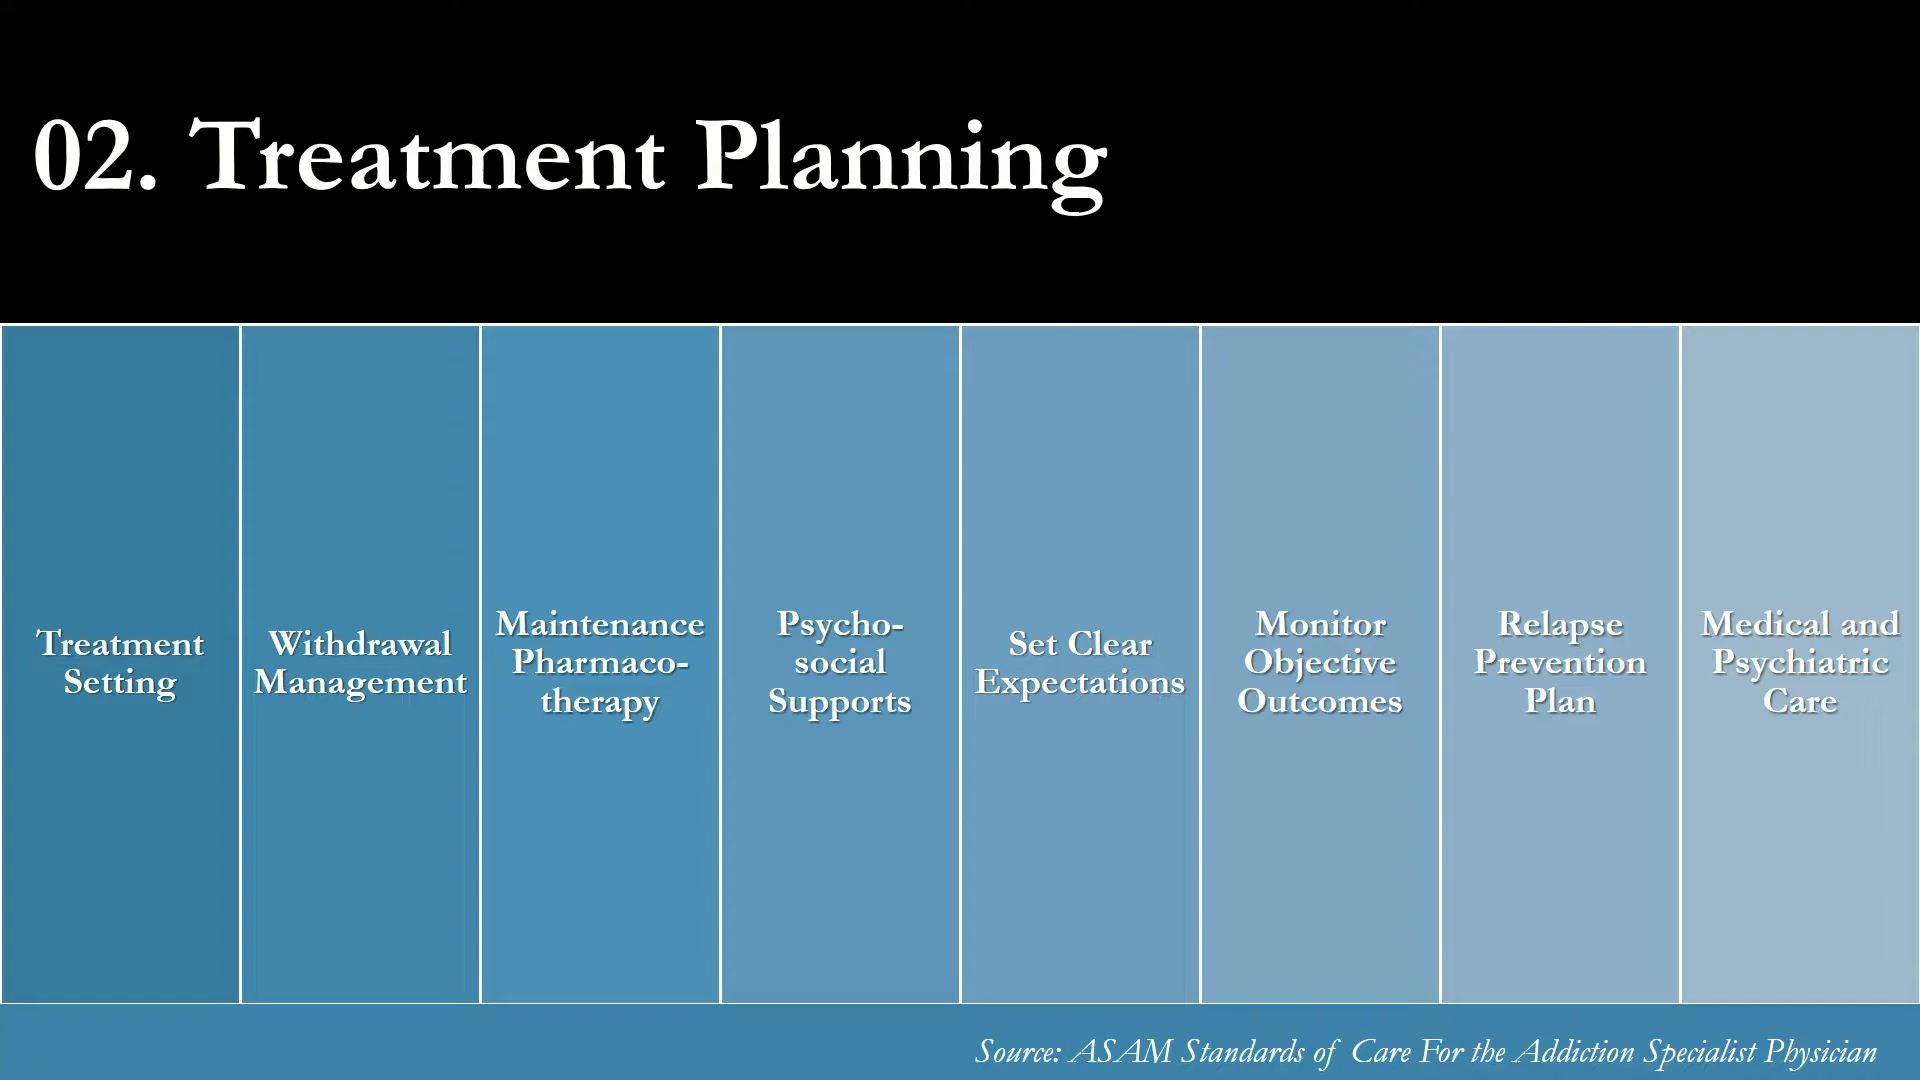 02. Treatment Planning
Treatment
Setting
Withdrawal
Management
Maintenance
Pharmaco-
therapy
Psycho-
social
Supports
Set Clear
Expectations
Monitor
Objective
Outcomes
Relapse
Prevention
Plan
Medical and
Psychiatric
Care
Source: ASAM Standards of Care For the Addiction Specialist Physician